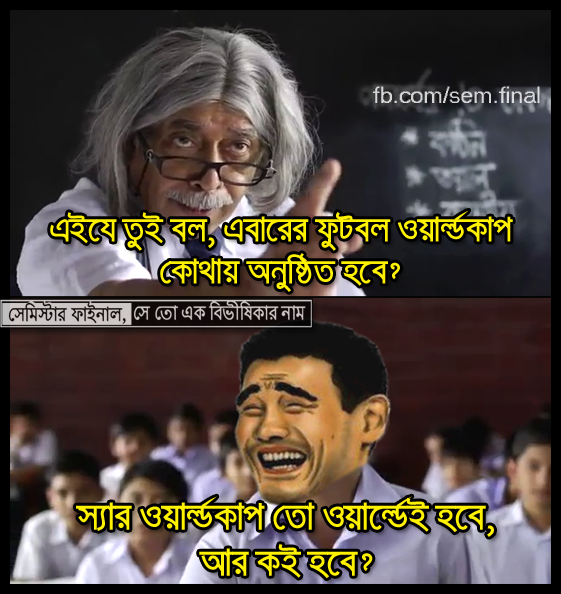 fb.com/sem.final
এইযে তুই বল, এবারের ফুটবল ওয়ার্ল্ডকাপ
কোথায় অনুষ্ঠিত হবে?
সেমিস্টার ফাইনাল, সে তো এক বিভীষিকার নাম
স্যার ওয়ার্ল্ডকাপ তো ওয়ার্ল্ডেই হবে,
আর কই হবে?